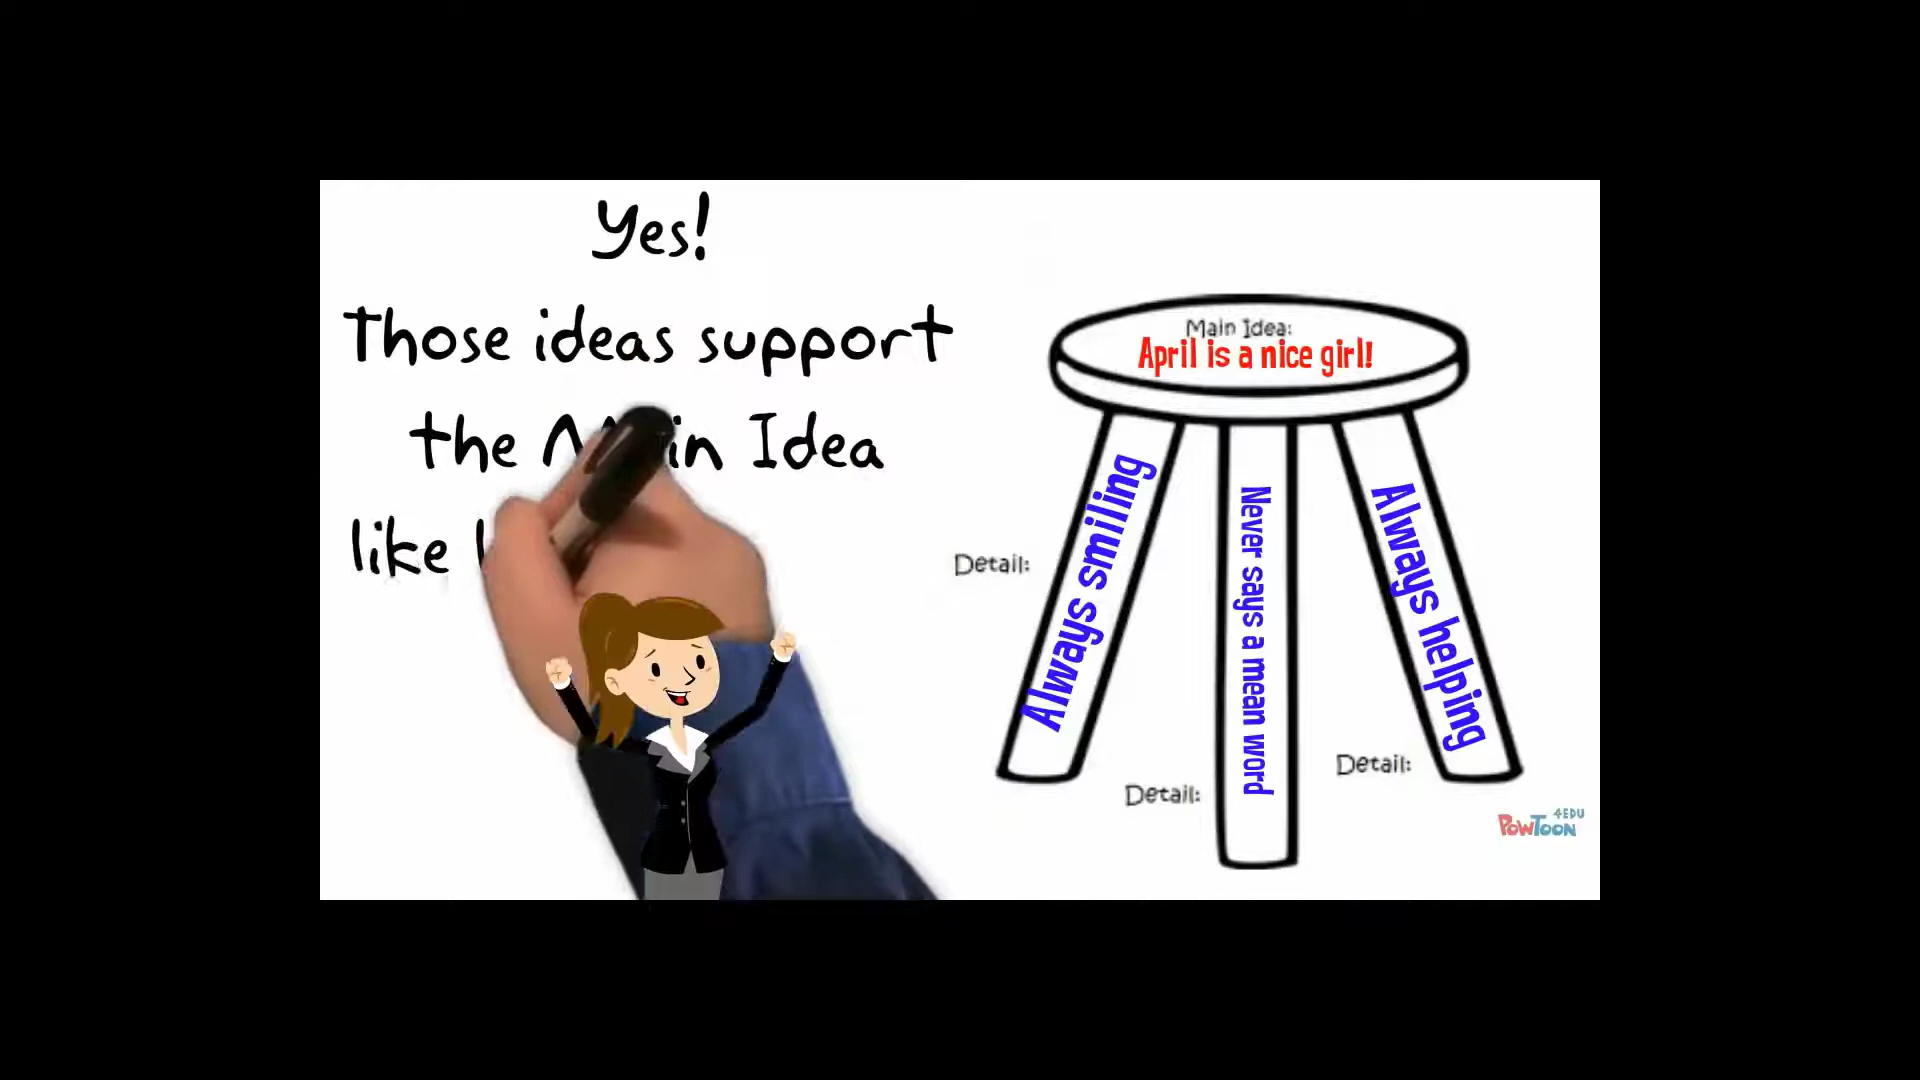 Yes!
Those ideas support
the Main Idea
like
Main Idea:
April is a nice girl!
Detail:
Always smiling
Detail:
Never says a mean word
Detail:
Always helping
POWTOON
4EDU